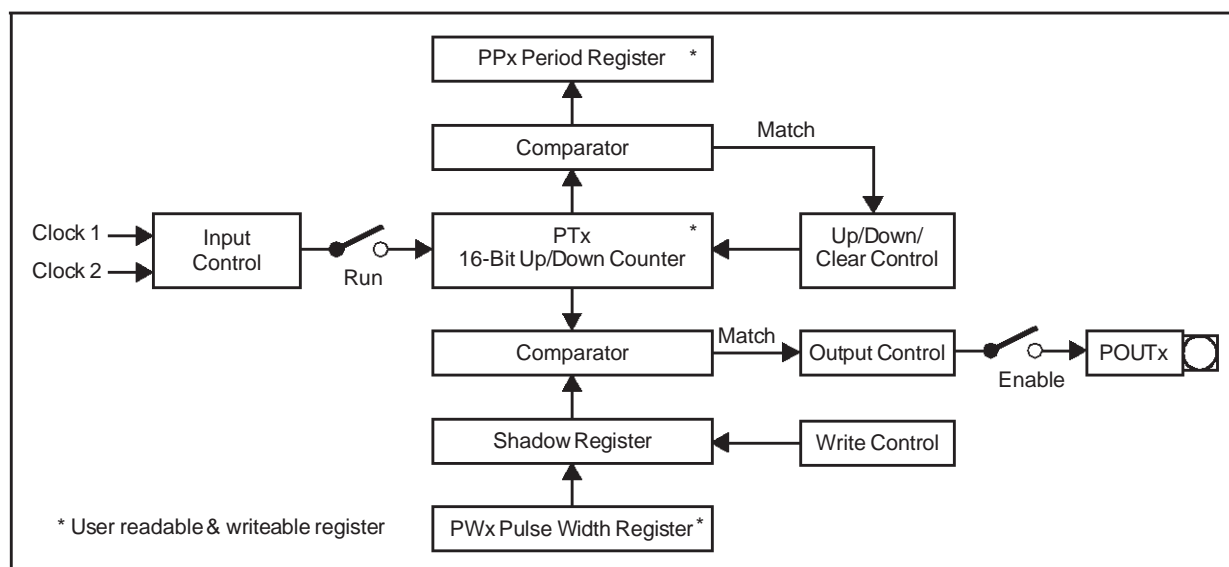 PPx Period Register *
Comparator
Match
Clock 1
Clock 2
Input
Control
Run
PTx *
16-Bit Up/Down Counter
Up/Down/
Clear Control
Comparator
Match
Output Control
Enable
POUTx
Shadow Register
Write Control
PWx Pulse Width Register*
* User readable & writeable register